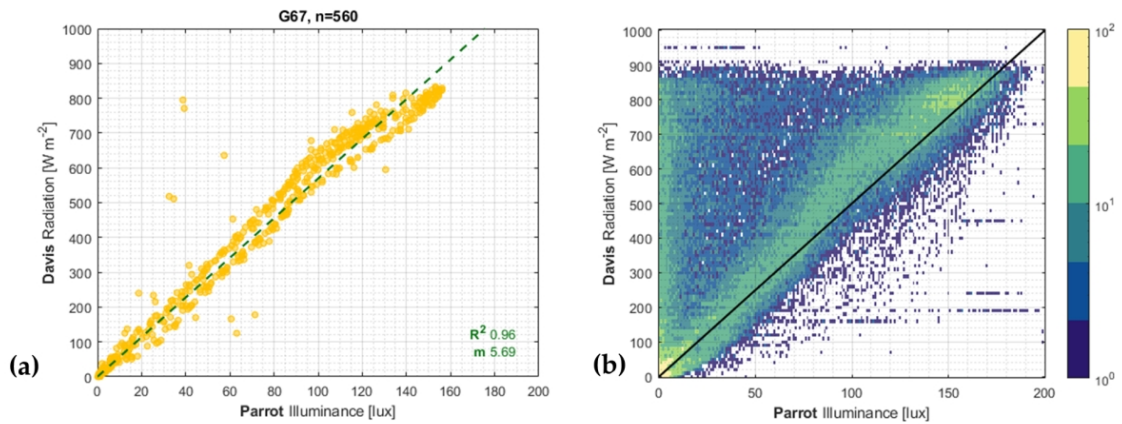 G67, n=560
1000
900
800
700
600
500
400
300
200
100
0
Davis Radiation [W m⁻²]
R² 0.96
m 5.69
0 20 40 60 80 100 120 140 160 180 200
Parrot Illuminance [lux]
(a)
1000
900
800
700
600
500
400
300
200
100
0
Davis Radiation [W m⁻²]
0 50 100 150 200
Parrot Illuminance [lux]
(b)
10²
10¹
10⁰